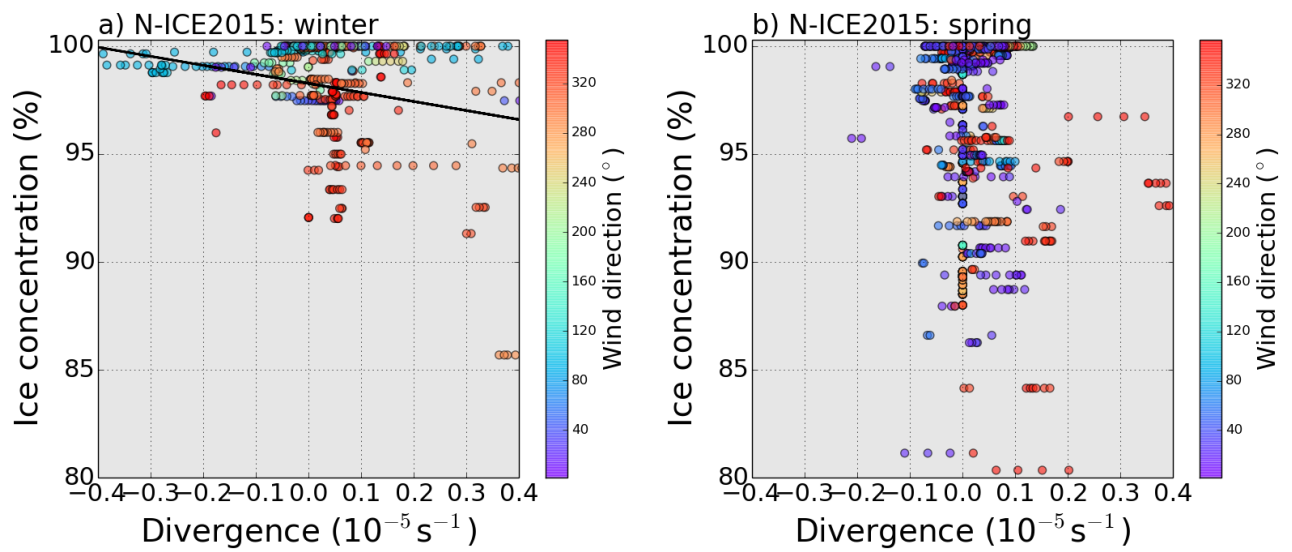 a) N-ICE2015: winter
100
95
90
85
80
Ice concentration (%)
−0.4 −0.3 −0.2 −0.1 0.0 0.1 0.2 0.3 0.4
Divergence (10⁻⁵s⁻¹)
320
280
240
200
160
120
80
40
Wind direction (°)
b) N-ICE2015: spring
100
95
90
85
80
Ice concentration (%)
−0.4 −0.3 −0.2 −0.1 0.0 0.1 0.2 0.3 0.4
Divergence (10⁻⁵s⁻¹)
320
280
240
200
160
120
80
40
Wind direction (°)